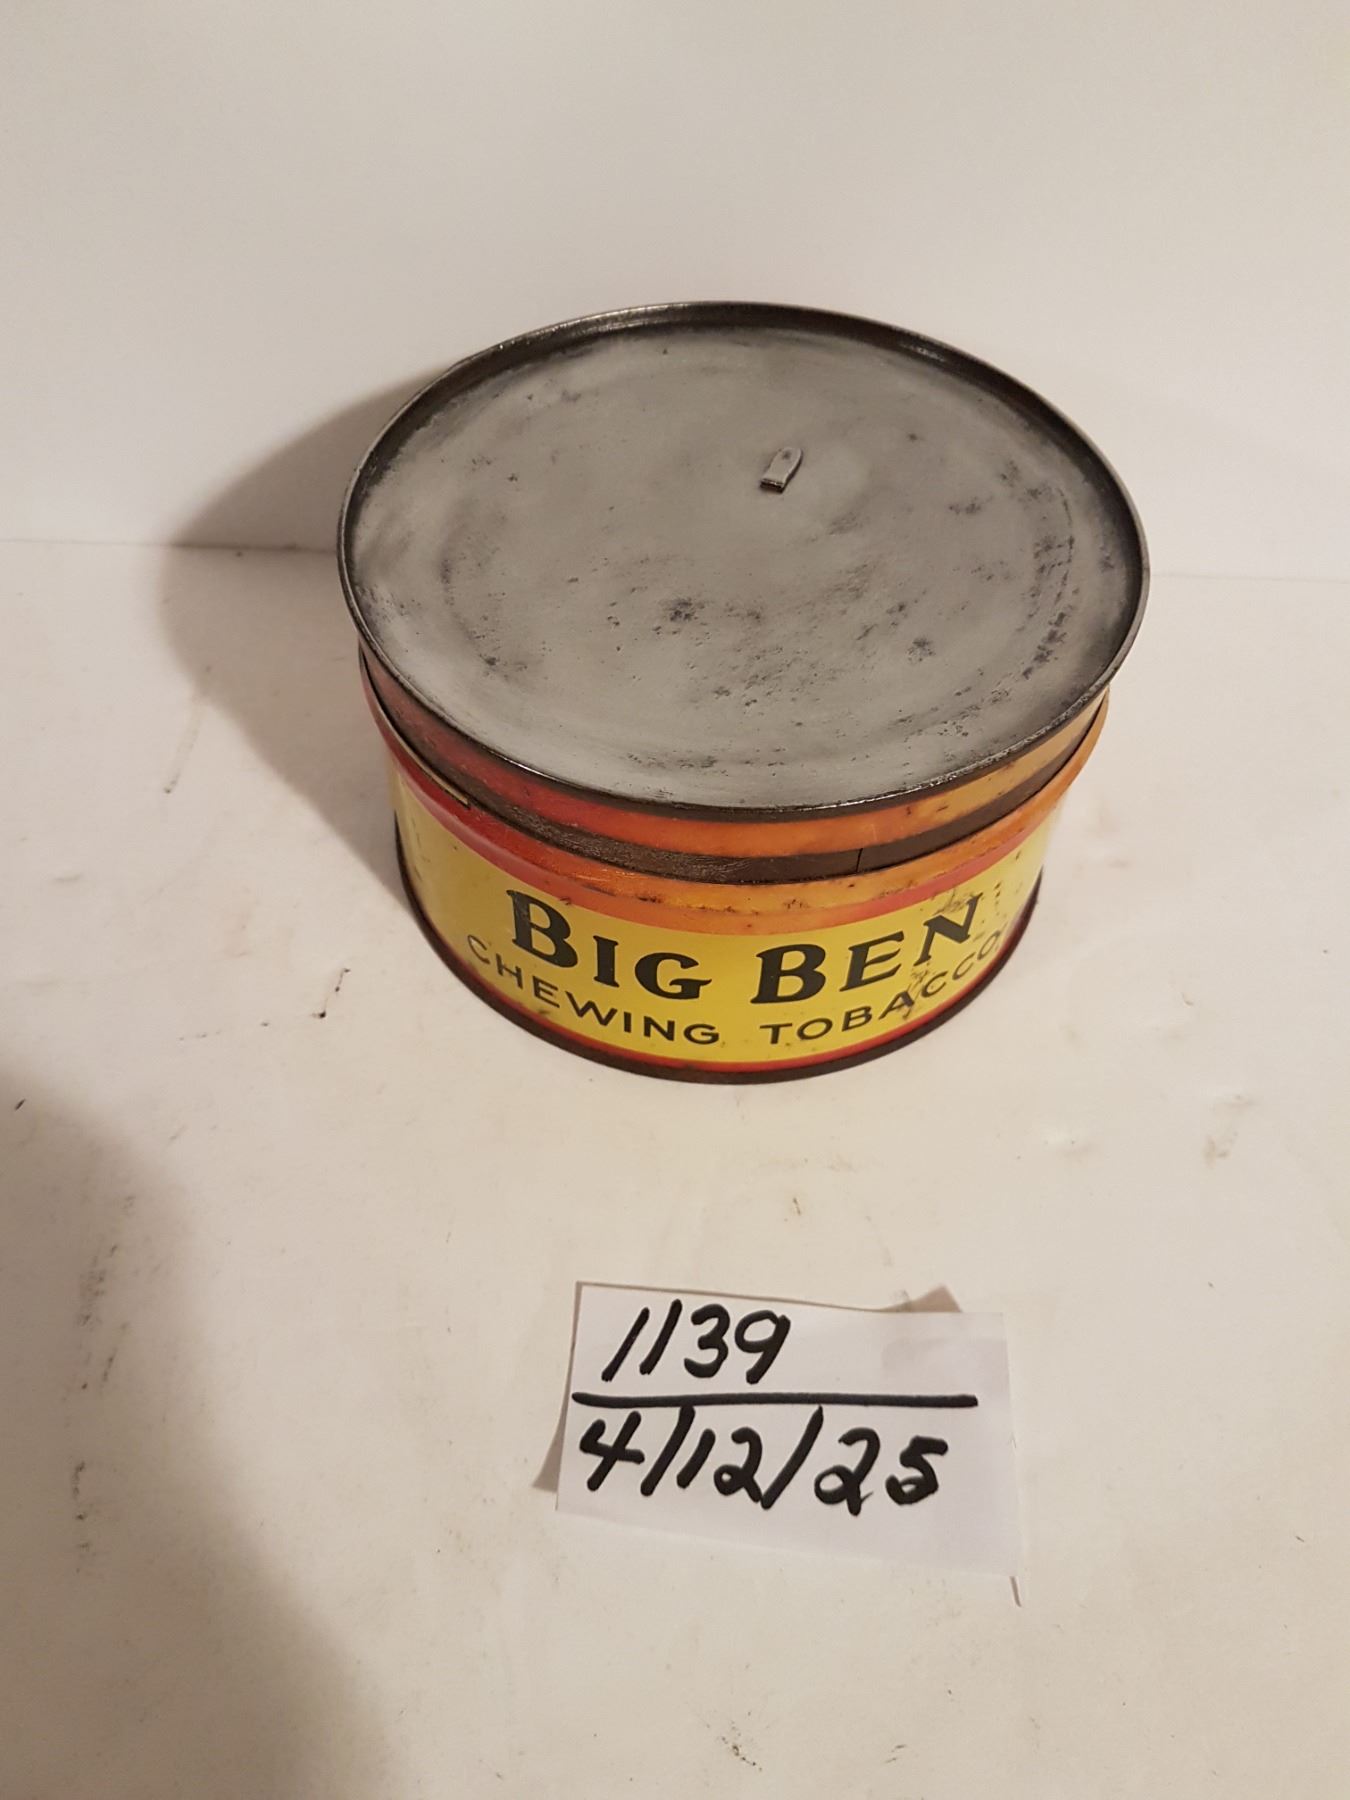 BIG BEN
CHEWING TOBACCO
1139
4/12/25